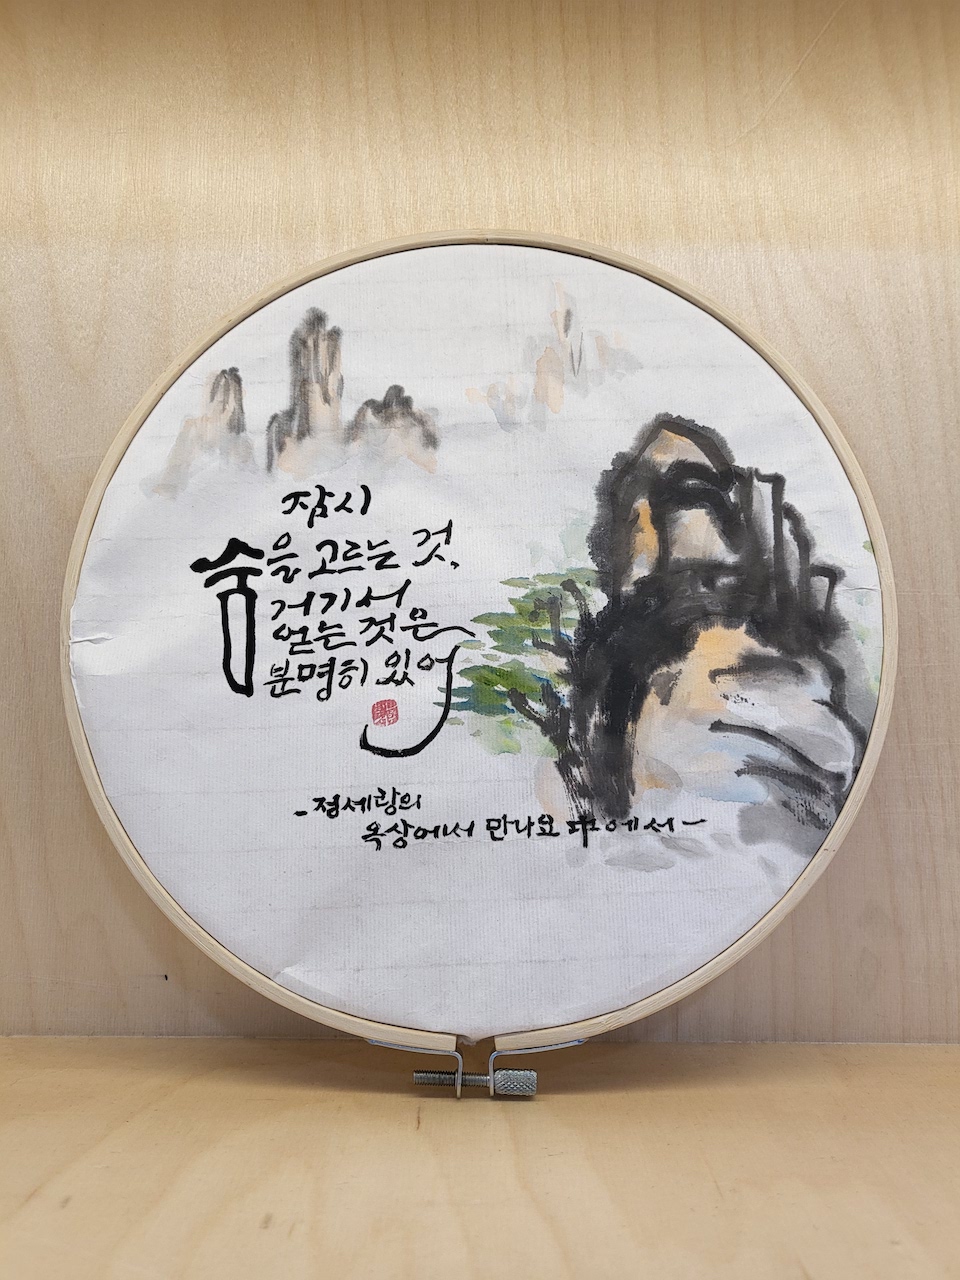 잠시
숨을 고르는 것,
거기서
얻는 것은
분명히 있어
- 정세랑의
옥상에서 만나요 中에서 -